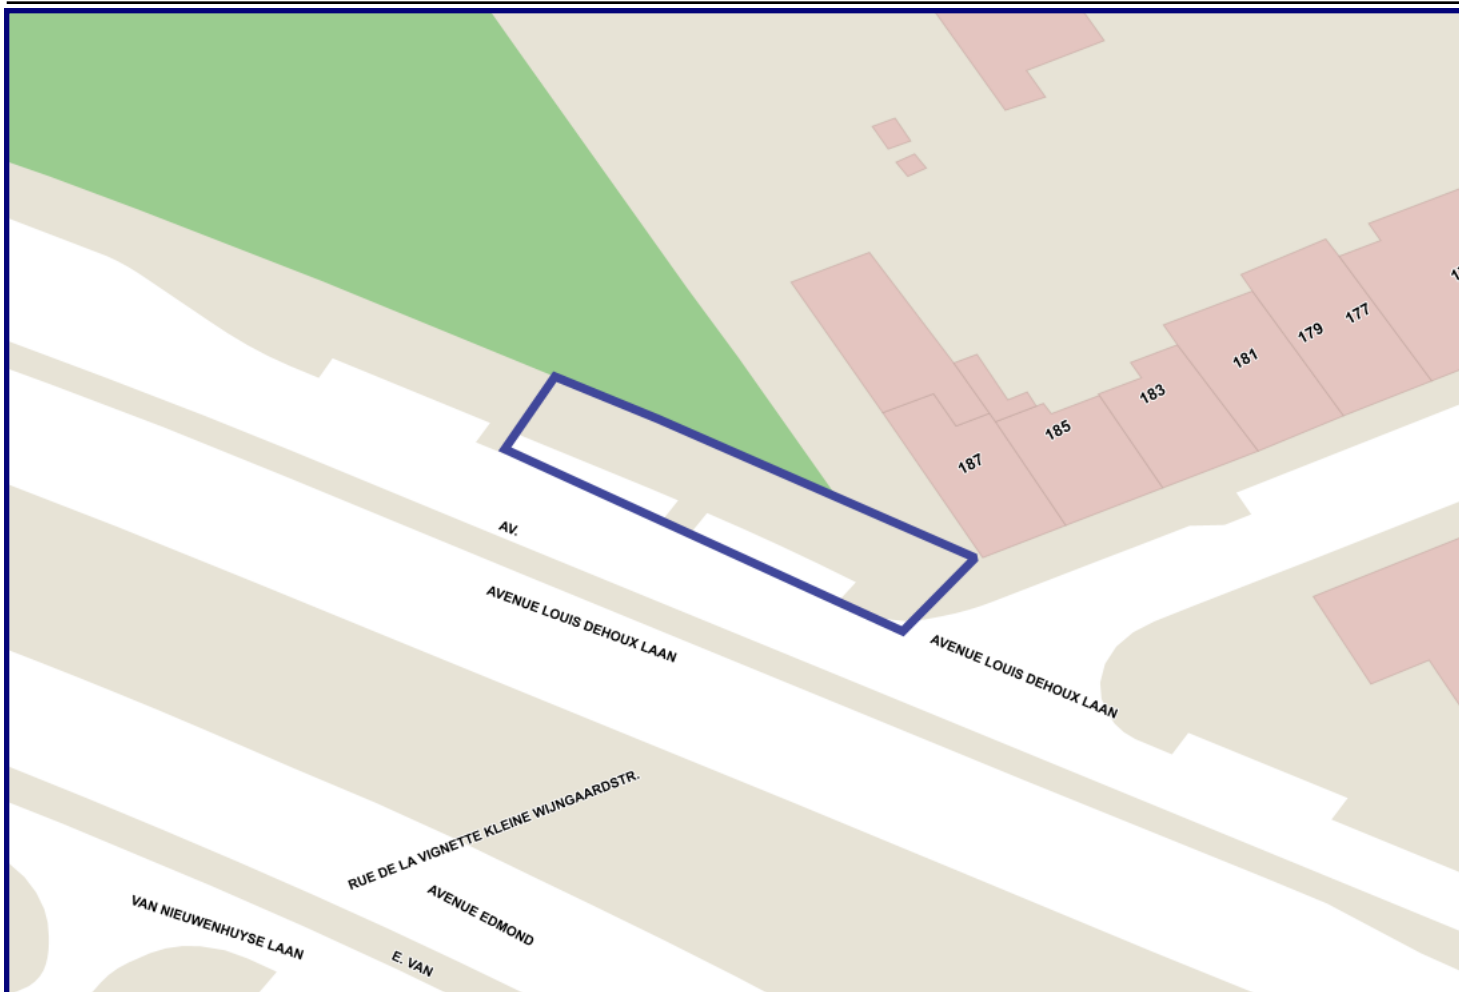 177
179
181
183
185
187
AV.
AVENUE LOUIS DEHOUX LAAN
AVENUE LOUIS DEHOUX LAAN
RUE DE LA VIGNETTE KLEINE WIJNGAARDSTR.
AVENUE EDMOND
VAN NIEUWENHUYSE LAAN
E. VAN